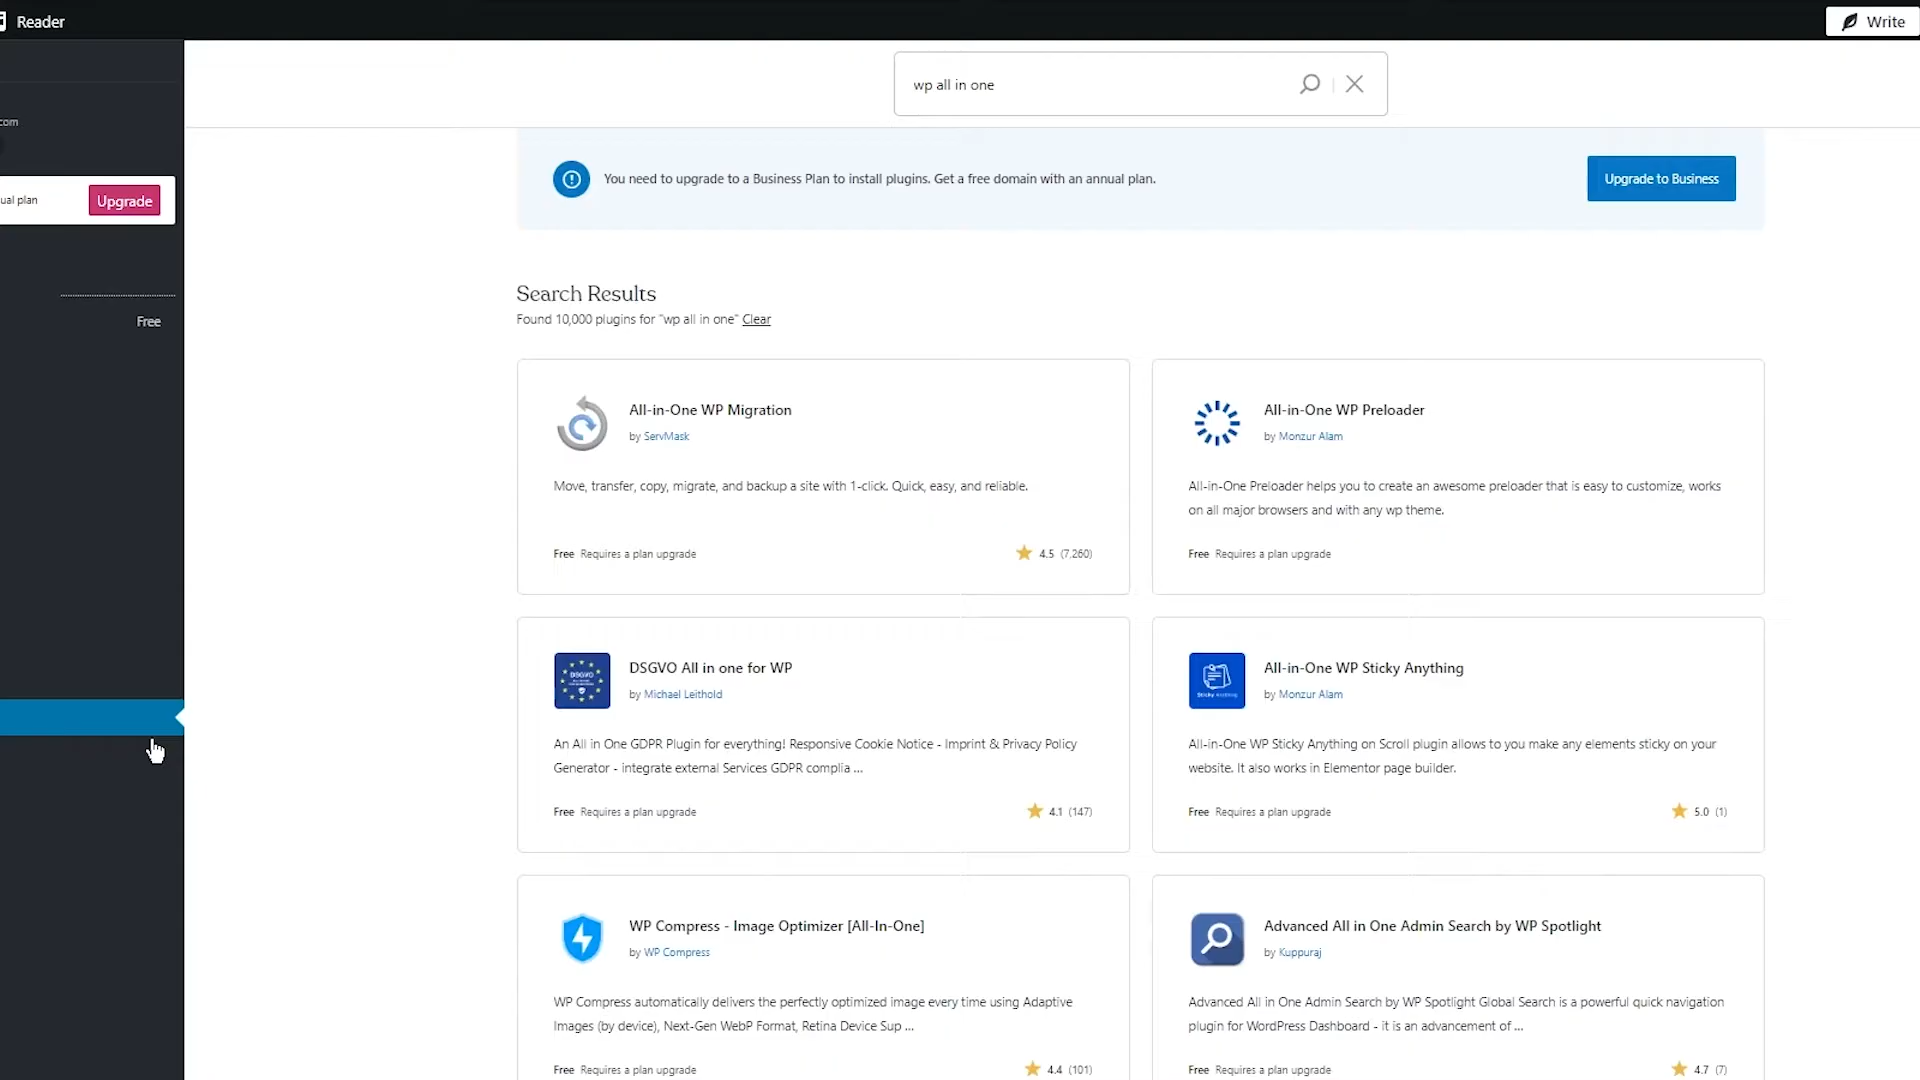 Reader
Write
com
wp all in one
You need to upgrade to a Business Plan to install plugins. Get a free domain with an annual plan.
Upgrade to Business
ual plan
Upgrade
Free
Search Results
Found 10,000 plugins for "wp all in one" Clear
All-in-One WP Migration
by ServMask
Move, transfer, copy, migrate, and backup a site with 1-click. Quick, easy, and reliable.
Free Requires a plan upgrade
4.5 (7,260)
All-in-One WP Preloader
by Monzur Alam
All-in-One Preloader helps you to create an awesome preloader that is easy to customize, works
on all major browsers and with any wp theme.
Free Requires a plan upgrade
DSGVO
DSGVO All in one for WP
by Michael Leithold
An All in One GDPR Plugin for everything! Responsive Cookie Notice - Imprint & Privacy Policy
Generator - integrate external Services GDPR complia ...
Free Requires a plan upgrade
4.1 (147)
Sticky Anything
All-in-One WP Sticky Anything
by Monzur Alam
All-in-One WP Sticky Anything on Scroll plugin allows to you make any elements sticky on your
website. It also works in Elementor page builder.
Free Requires a plan upgrade
5.0 (1)
WP Compress - Image Optimizer [All-In-One]
by WP Compress
WP Compress automatically delivers the perfectly optimized image every time using Adaptive
Images (by device), Next-Gen WebP Format, Retina Device Sup ...
Free Requires a plan upgrade
4.4 (101)
Advanced All in One Admin Search by WP Spotlight
by Kuppuraj
Advanced All in One Admin Search by WP Spotlight Global Search is a powerful quick navigation
plugin for WordPress Dashboard - it is an advancement of ...
Free Requires a plan upgrade
4.7 (7)